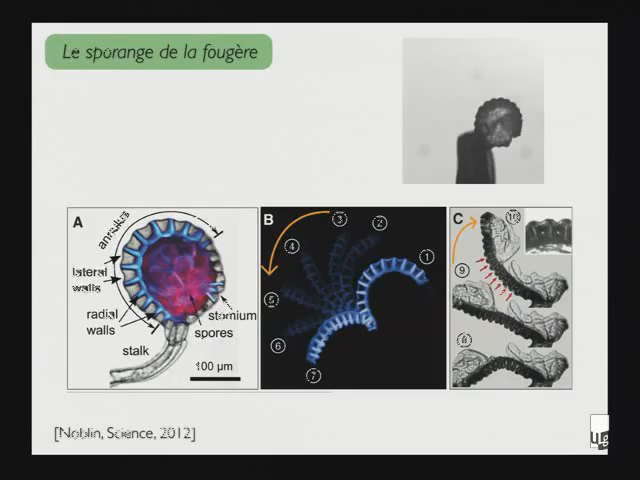 Le sporange de la fougère
A
annulus
lateral
walls
radial
walls
stalk
stomium
spores
100 µm
B
1
2
3
4
5
6
7
C
10
9
8
[Noblin, Science, 2012]